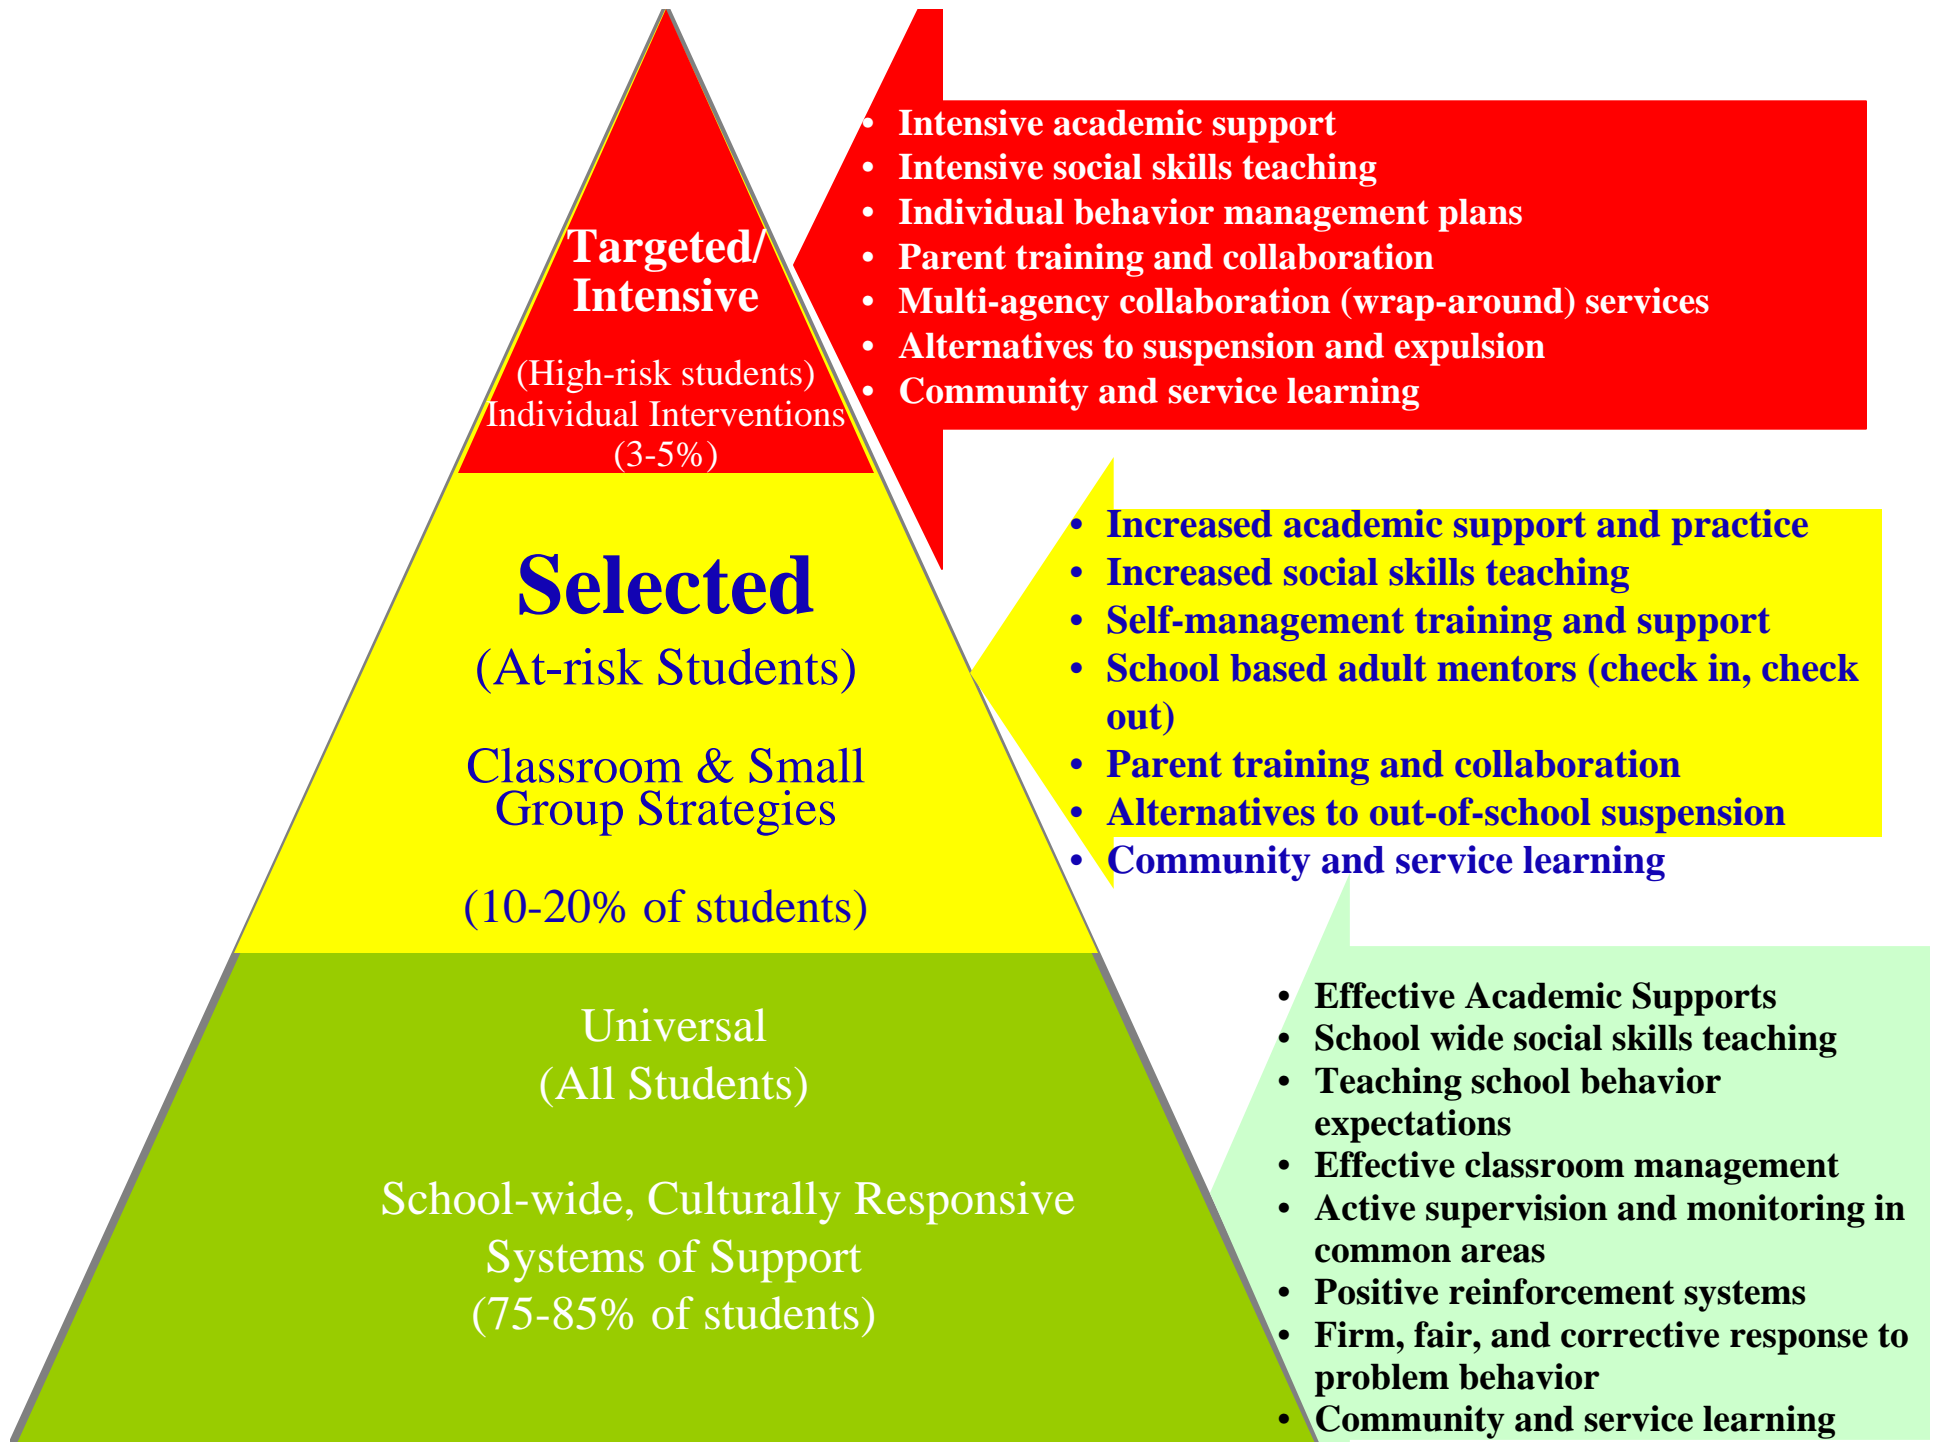 Targeted/
Intensive
(High-risk students)
Individual Interventions
(3-5%)
• Intensive academic support
• Intensive social skills teaching
• Individual behavior management plans
• Parent training and collaboration
• Multi-agency collaboration (wrap-around) services
• Alternatives to suspension and expulsion
• Community and service learning
Selected
(At-risk Students)
Classroom & Small
Group Strategies
(10-20% of students)
• Increased academic support and practice
• Increased social skills teaching
• Self-management training and support
• School based adult mentors (check in, check
out)
• Parent training and collaboration
• Alternatives to out-of-school suspension
• Community and service learning
Universal
(All Students)
School-wide, Culturally Responsive
Systems of Support
(75-85% of students)
• Effective Academic Supports
• School wide social skills teaching
• Teaching school behavior
expectations
• Effective classroom management
• Active supervision and monitoring in
common areas
• Positive reinforcement systems
• Firm, fair, and corrective response to
problem behavior
• Community and service learning